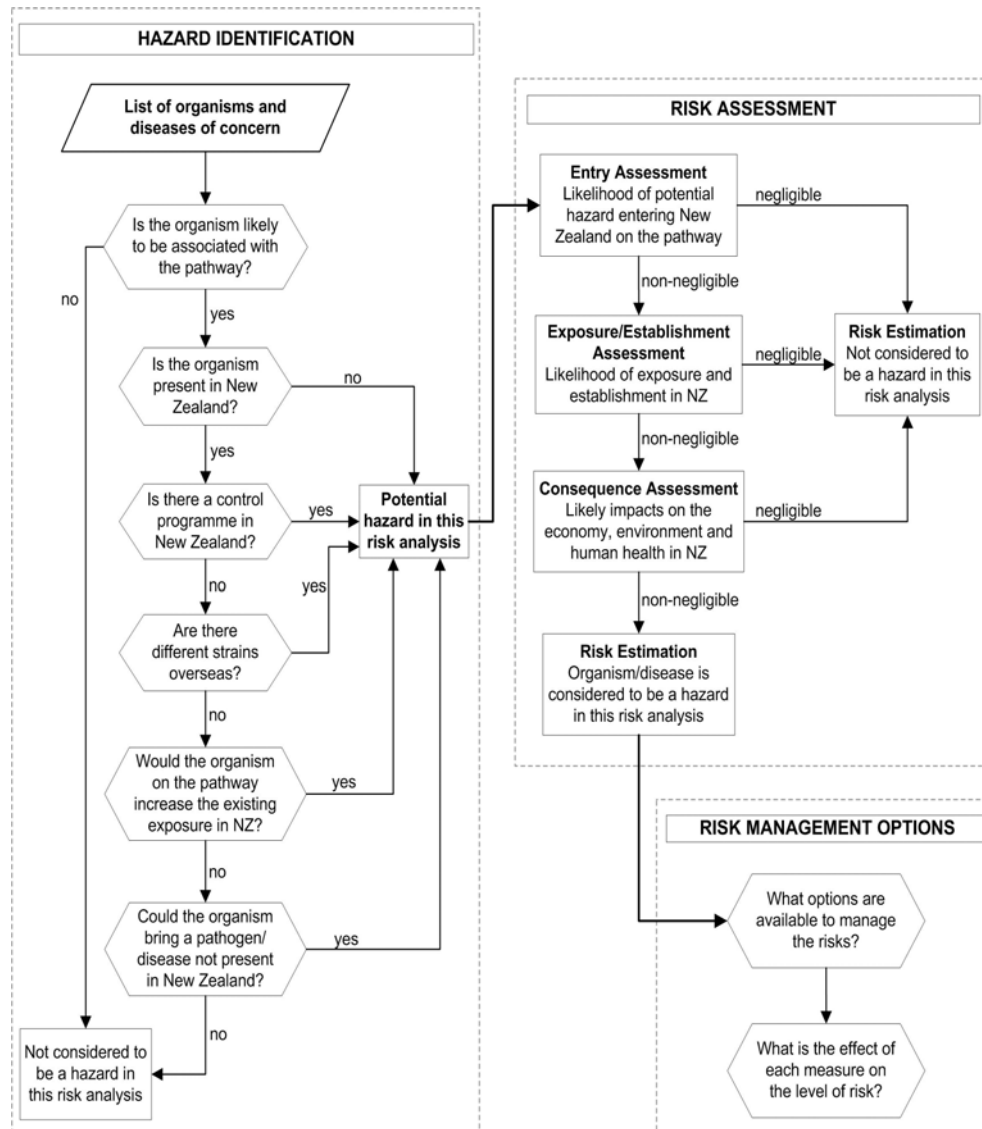 HAZARD IDENTIFICATION
List of organisms and
diseases of concern
Is the organism likely
to be associated with
the pathway?
no
yes
Is the organism
present in New
Zealand?
no
yes
Is there a control
programme in
New Zealand?
yes
Potential
hazard in this
risk analysis
no
yes
Are there
different strains
overseas?
no
Would the organism
on the pathway
increase the existing
exposure in NZ?
yes
no
Could the organism
bring a pathogen/
disease not present
in New Zealand?
yes
no
Not considered to
be a hazard in
this risk analysis
RISK ASSESSMENT
Entry Assessment
Likelihood of potential
hazard entering New
Zealand on the pathway
negligible
non-negligible
Exposure/Establishment
Assessment
Likelihood of exposure and
establishment in NZ
negligible
Risk Estimation
Not considered to
be a hazard in this
risk analysis
non-negligible
Consequence Assessment
Likely impacts on the
economy, environment and
human health in NZ
negligible
non-negligible
Risk Estimation
Organism/disease is
considered to be a hazard
in this risk analysis
RISK MANAGEMENT OPTIONS
What options are
available to manage
the risks?
What is the effect of
each measure on
the level of risk?